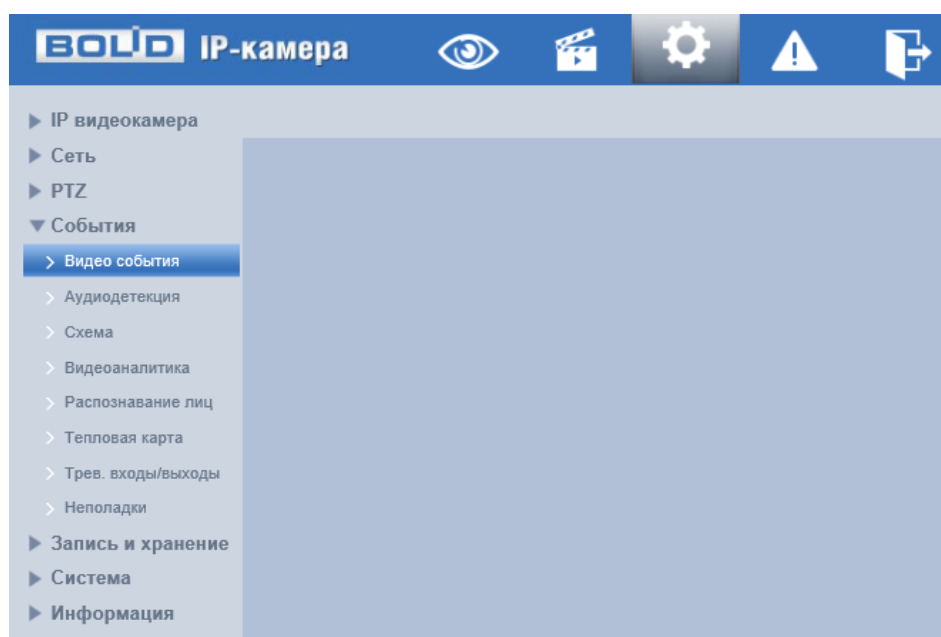 BOLID IP-камера
IP видеокамера
Сеть
PTZ
События
Видео события
Аудиодетекция
Схема
Видеоаналитика
Распознавание лиц
Тепловая карта
Трев. входы/выходы
Неполадки
Запись и хранение
Система
Информация